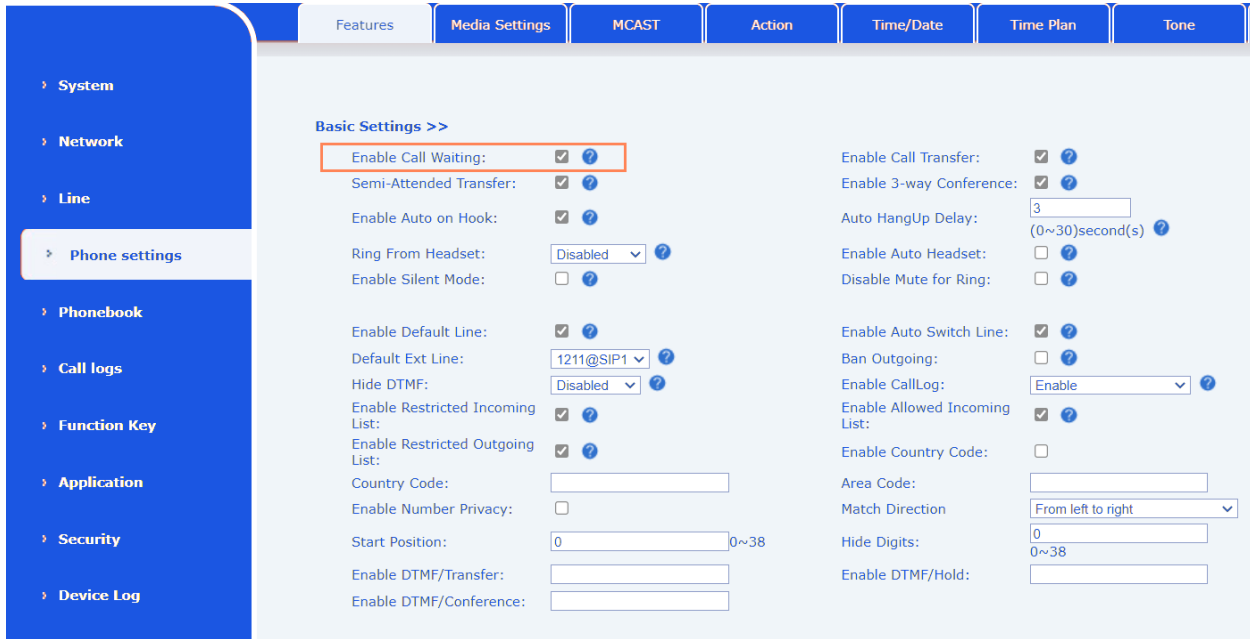 Features Media Settings MCAST Action Time/Date Time Plan Tone
System
Network
Line
Phone settings
Phonebook
Call logs
Function Key
Application
Security
Device Log
Basic Settings >>
Enable Call Waiting: ? Enable Call Transfer: ?
Semi-Attended Transfer: ? Enable 3-way Conference: ?
Enable Auto on Hook: ? Auto HangUp Delay: 3
(0~30)second(s) ?
Ring From Headset: Disabled ? Enable Auto Headset: ?
Enable Silent Mode: ? Disable Mute for Ring: ?
Enable Default Line: ? Enable Auto Switch Line: ?
Default Ext Line: 1211@SIP1 ? Ban Outgoing: ?
Hide DTMF: Disabled ? Enable CallLog: Enable ?
Enable Restricted Incoming
List: ? Enable Allowed Incoming
List: ?
Enable Restricted Outgoing
List: ? Enable Country Code:
Country Code: Area Code:
Enable Number Privacy: Match Direction From left to right
Start Position: 0 0~38 Hide Digits: 0
0~38
Enable DTMF/Transfer: Enable DTMF/Hold:
Enable DTMF/Conference: